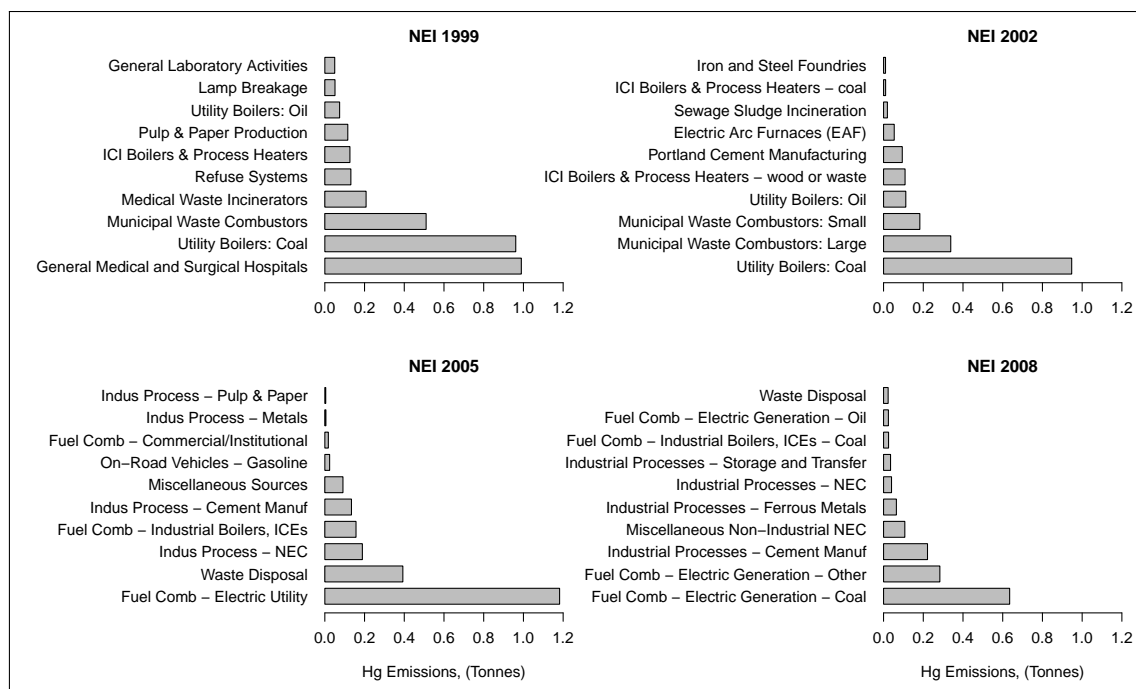 NEI 1999
General Laboratory Activities
Lamp Breakage
Utility Boilers: Oil
Pulp & Paper Production
ICI Boilers & Process Heaters
Refuse Systems
Medical Waste Incinerators
Municipal Waste Combustors
Utility Boilers: Coal
General Medical and Surgical Hospitals
0.0 0.2 0.4 0.6 0.8 1.0 1.2
NEI 2002
Iron and Steel Foundries
ICI Boilers & Process Heaters − coal
Sewage Sludge Incineration
Electric Arc Furnaces (EAF)
Portland Cement Manufacturing
ICI Boilers & Process Heaters − wood or waste
Utility Boilers: Oil
Municipal Waste Combustors: Small
Municipal Waste Combustors: Large
Utility Boilers: Coal
0.0 0.2 0.4 0.6 0.8 1.0 1.2
NEI 2005
Indus Process − Pulp & Paper
Indus Process − Metals
Fuel Comb − Commercial/Institutional
On−Road Vehicles − Gasoline
Miscellaneous Sources
Indus Process − Cement Manuf
Fuel Comb − Industrial Boilers, ICEs
Indus Process − NEC
Waste Disposal
Fuel Comb − Electric Utility
0.0 0.2 0.4 0.6 0.8 1.0 1.2
Hg Emissions, (Tonnes)
NEI 2008
Waste Disposal
Fuel Comb − Electric Generation − Oil
Fuel Comb − Industrial Boilers, ICEs − Coal
Industrial Processes − Storage and Transfer
Industrial Processes − NEC
Industrial Processes − Ferrous Metals
Miscellaneous Non−Industrial NEC
Industrial Processes − Cement Manuf
Fuel Comb − Electric Generation − Other
Fuel Comb − Electric Generation − Coal
0.0 0.2 0.4 0.6 0.8 1.0 1.2
Hg Emissions, (Tonnes)